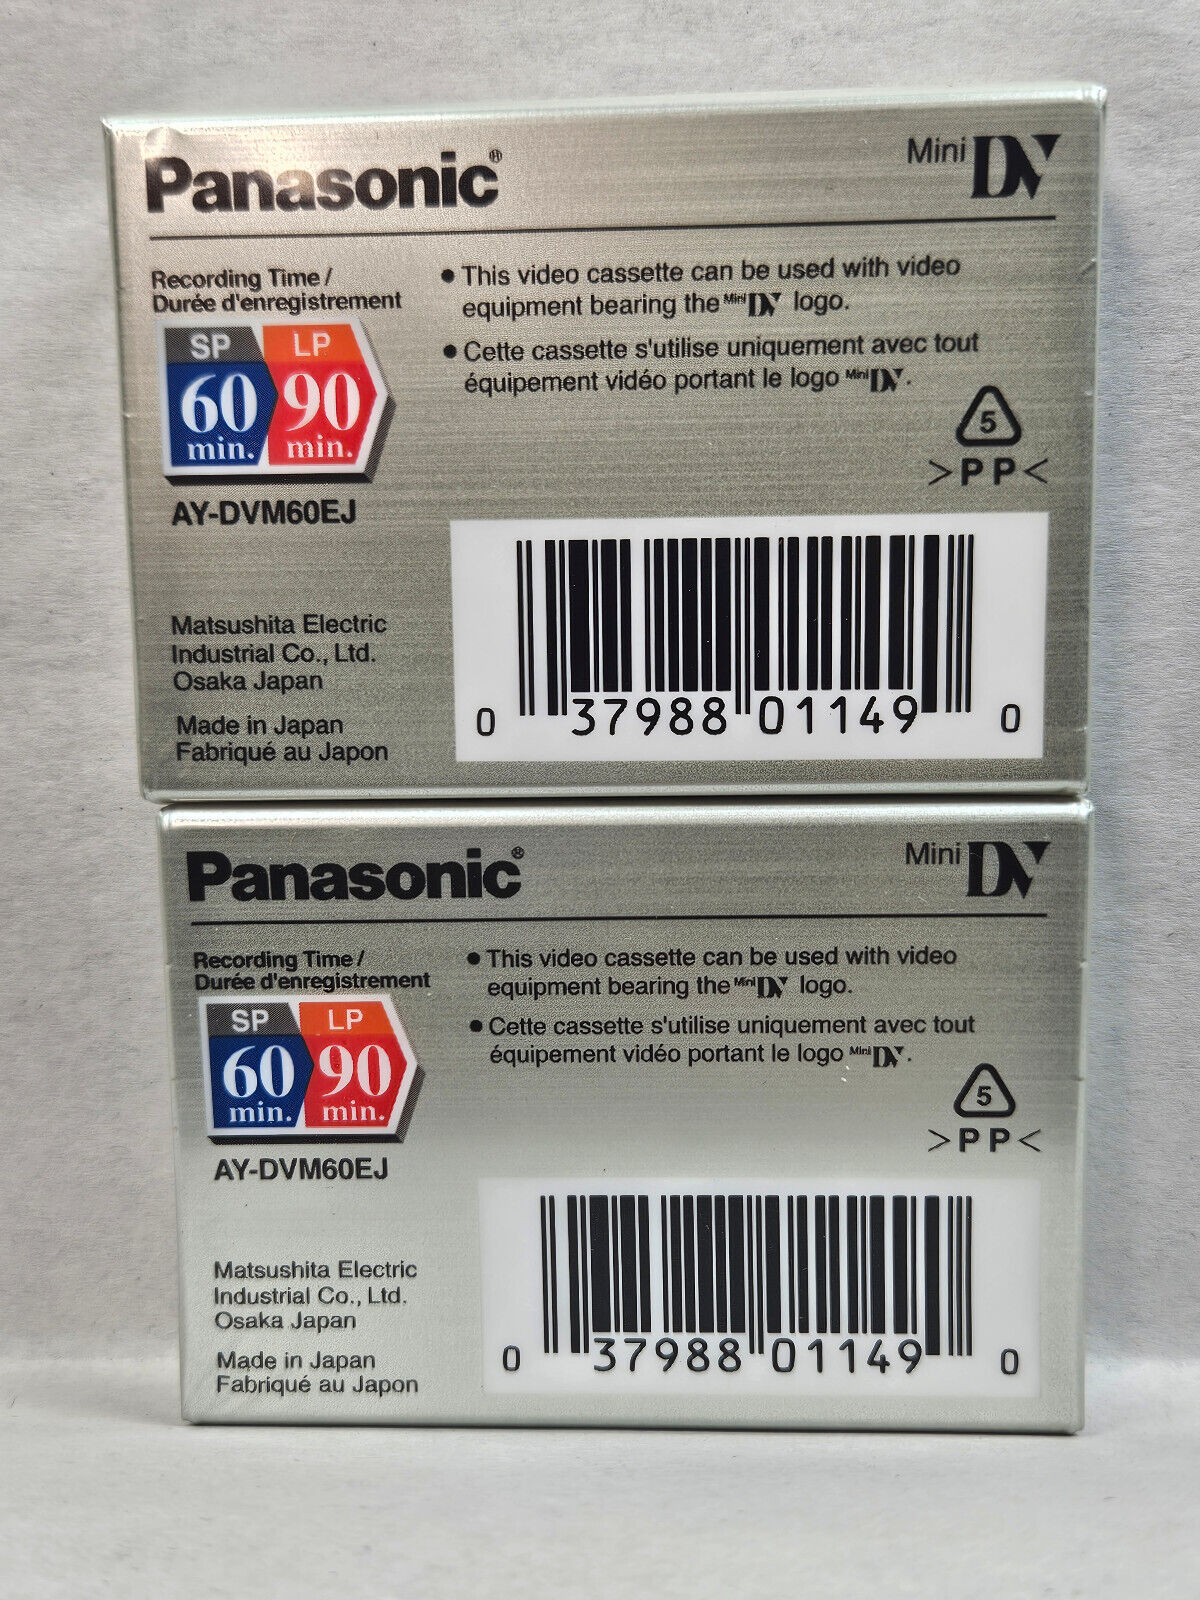 Panasonic®
Mini DV
Recording Time /
Durée d'enregistrement
SP LP
60 90
min. min.
AY-DVM60EJ
• This video cassette can be used with video
equipment bearing the Mini DV logo.
• Cette cassette s'utilise uniquement avec tout
équipement vidéo portant le logo Mini DV.
5
>PP<
Matsushita Electric
Industrial Co., Ltd.
Osaka Japan
Made in Japan
Fabriqué au Japon
0 37988 01149 0
Panasonic®
Mini DV
Recording Time /
Durée d'enregistrement
SP LP
60 90
min. min.
AY-DVM60EJ
• This video cassette can be used with video
equipment bearing the Mini DV logo.
• Cette cassette s'utilise uniquement avec tout
équipement vidéo portant le logo Mini DV.
5
>PP<
Matsushita Electric
Industrial Co., Ltd.
Osaka Japan
Made in Japan
Fabriqué au Japon
0 37988 01149 0